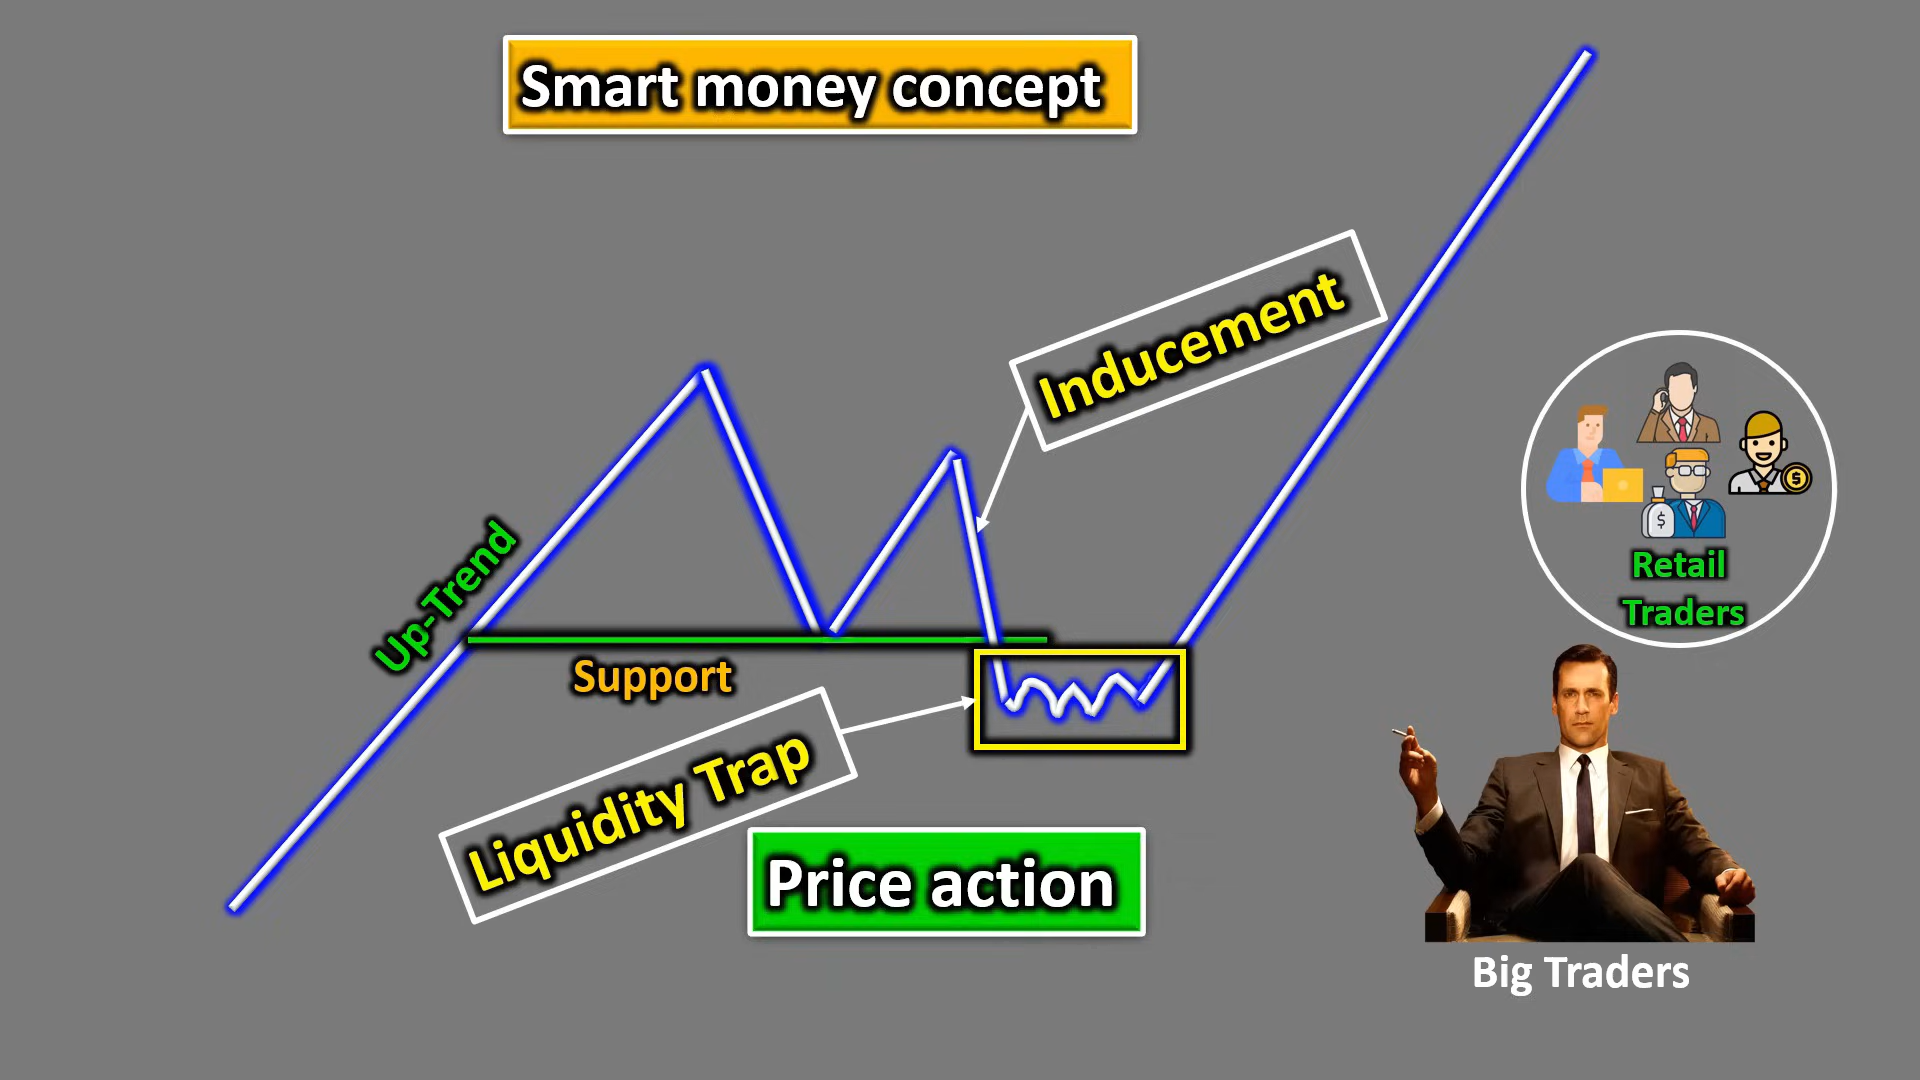 Smart money concept
Inducement
Up-Trend
Support
Liquidity Trap
Price action
$
$
Retail
Traders
Big Traders